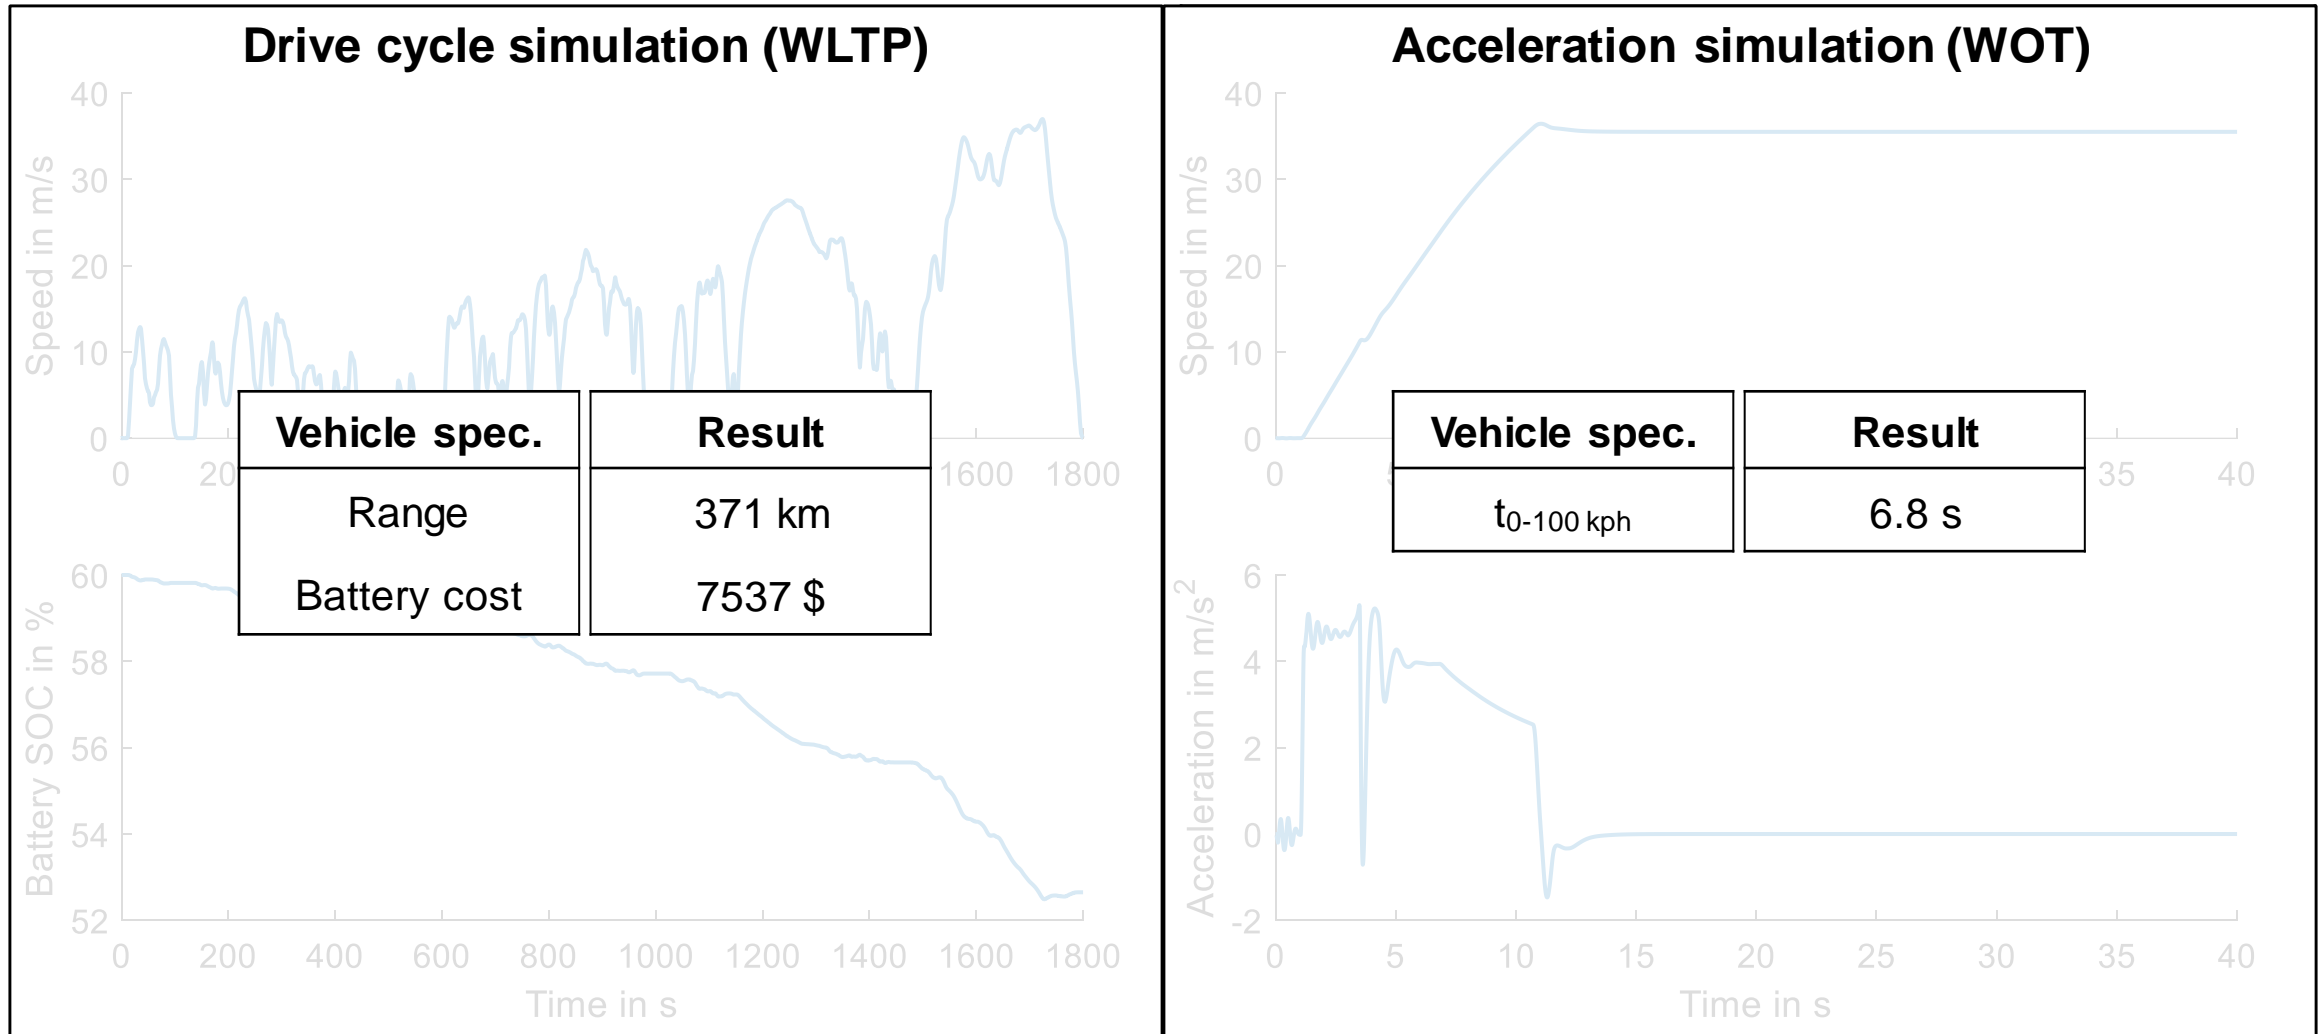 Drive cycle simulation (WLTP)
40
30
20
10
0
Speed in m/s
0 20 1600 1800
Vehicle spec. Result
Range 371 km
Battery cost 7537 $
60
58
56
54
52
Battery SOC in %
0 200 400 600 800 1000 1200 1400 1600 1800
Time in s
Acceleration simulation (WOT)
40
30
20
10
0
Speed in m/s
0 35 40
Vehicle spec. Result
t0-100 kph 6.8 s
6
4
2
0
-2
Acceleration in m/s2
0 5 10 15 20 25 30 35 40
Time in s